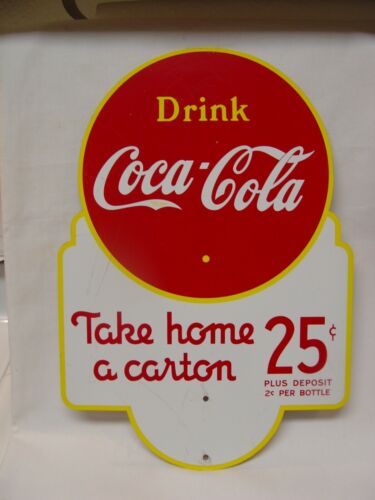 Drink
Coca-Cola
Take home
a carton
25¢
PLUS DEPOSIT
2¢ PER BOTTLE